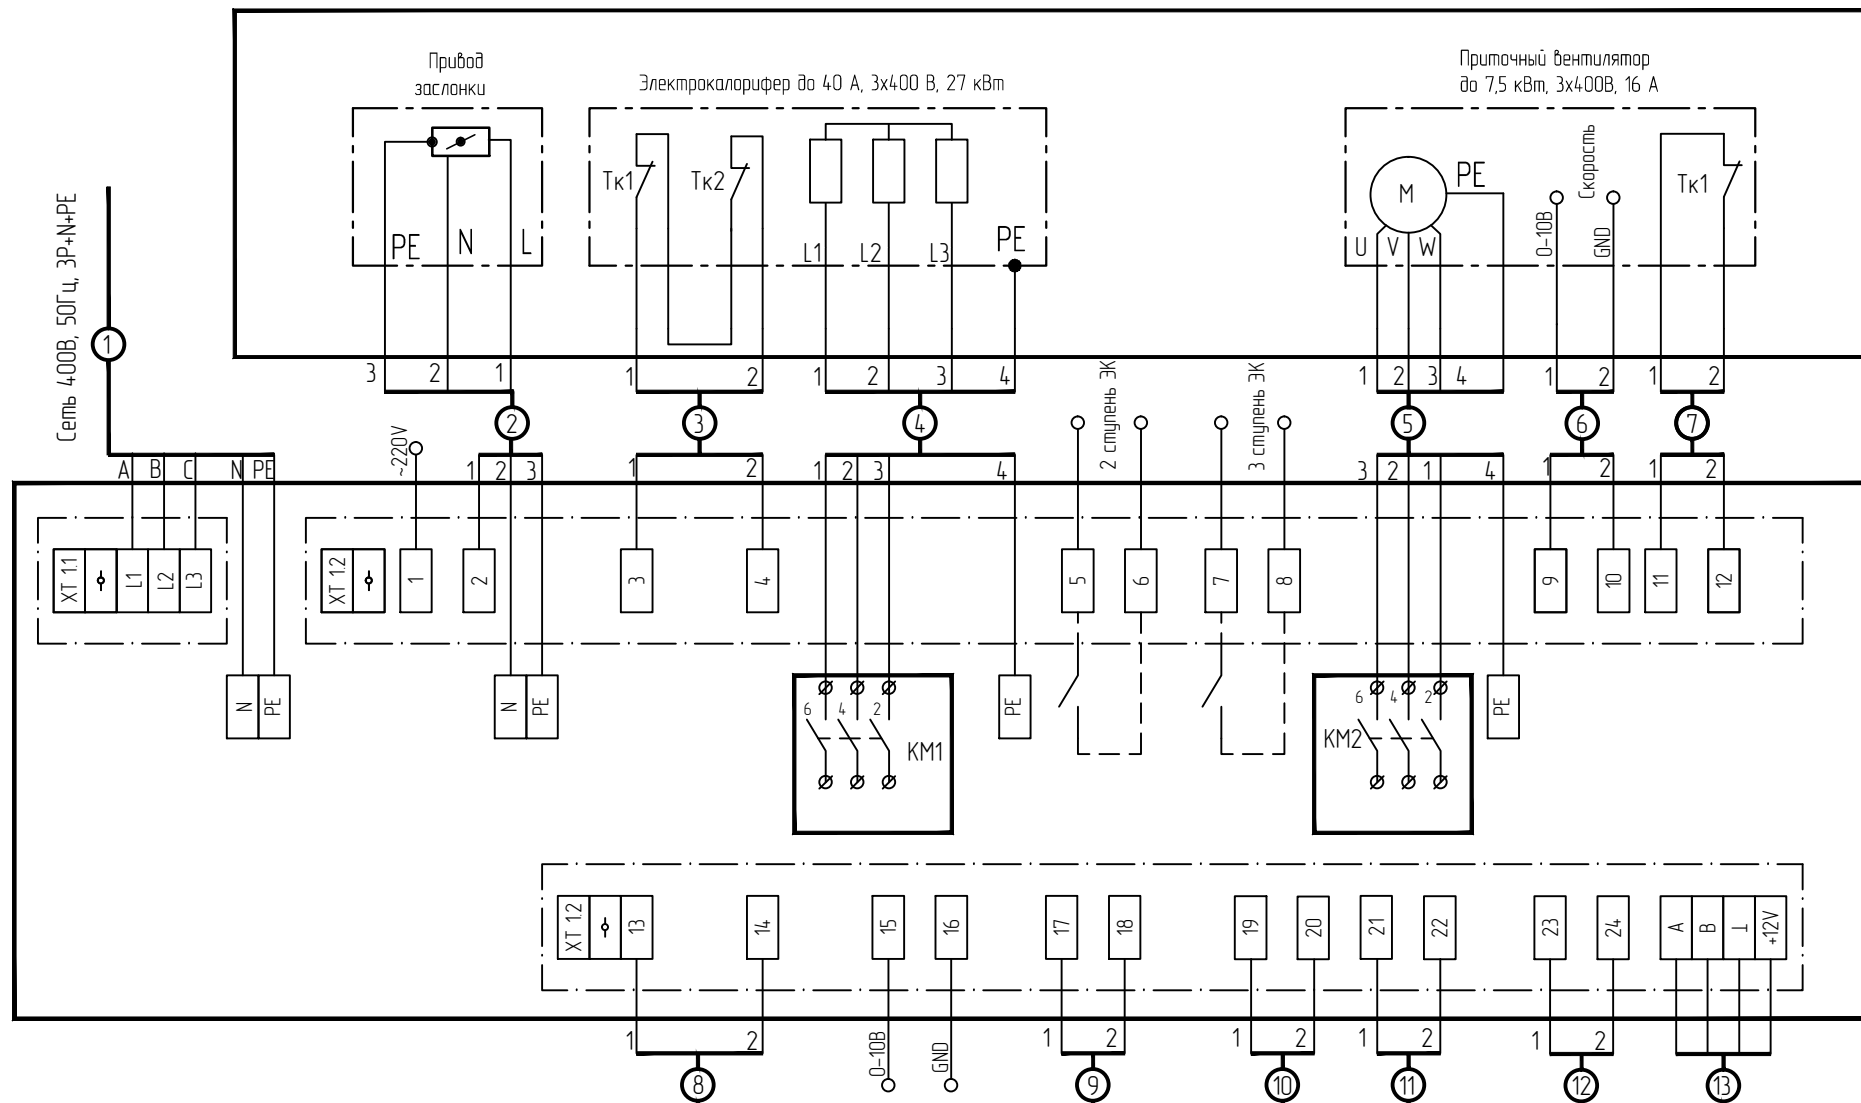 Привод
заслонки
Электрокалорифер до 40 А, 3х400 В, 27 кВт
Приточный вентилятор
до 7,5 кВт, 3х400В, 16 А
Тк1
Тк2
М
PE
Скорость
Тк1
PE
N
L
L1
L2
L3
PE
U
V
W
0-10В
GND
Сеть 400В, 50Гц, 3P+N+PE
1
3
2
1
1
2
1
2
3
4
1
2
3
4
1
2
1
2
2
3
4
2 ступень ЭК
3 ступень ЭК
5
6
7
~220V
A
B
C
N
PE
1
2
3
1
2
1
2
3
4
3
2
1
4
1
2
1
2
XT 1.1
L1
L2
L3
XT 1.2
1
2
3
4
5
6
7
8
9
10
11
12
N
PE
N
PE
6
4
2
KM1
PE
6
4
2
KM2
PE
XT 1.2
13
14
15
16
17
18
19
20
21
22
23
24
A
B
⊥
+12V
1
2
0-10В
GND
1
2
1
2
1
2
1
2
8
9
10
11
12
13